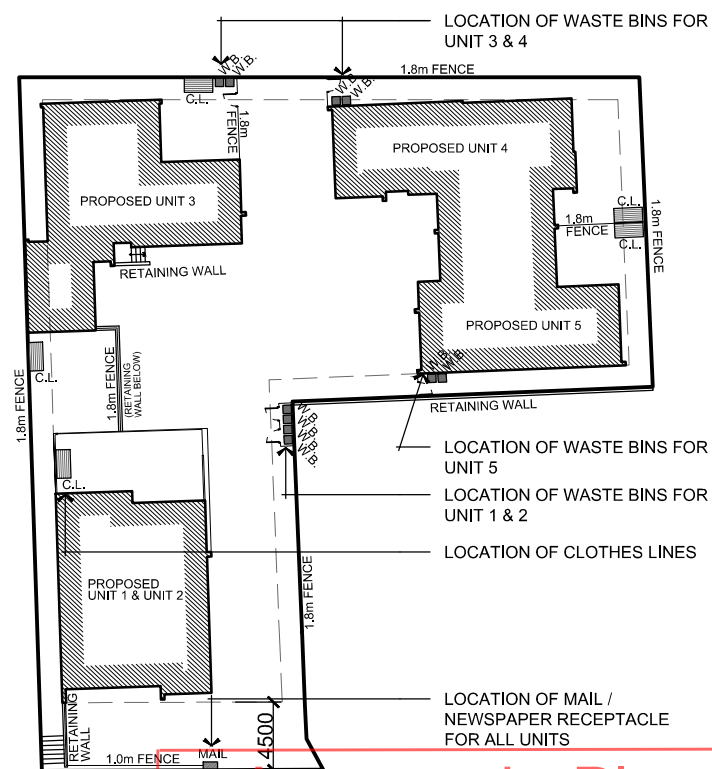 LOCATION OF WASTE BINS FOR
UNIT 3 & 4
W.B.
W.B.
W.B.
W.B.
1.8m FENCE
C.L.
1.8m
FENCE
PROPOSED UNIT 4
PROPOSED UNIT 3
C.L.
1.8m
FENCE
C.L.
1.8m FENCE
RETAINING WALL
PROPOSED UNIT 5
1.8m FENCE
(RETAINING
WALL BELOW)
C.L.
1.8m FENCE
W.B.
W.B.
RETAINING WALL
W.B.
W.B.
W.B.
W.B.
LOCATION OF WASTE BINS FOR
UNIT 5
C.L.
LOCATION OF WASTE BINS FOR
UNIT 1 & 2
LOCATION OF CLOTHES LINES
PROPOSED
UNIT 1 & UNIT 2
1.8m FENCE
LOCATION OF MAIL /
NEWSPAPER RECEPTACLE
FOR ALL UNITS
RETAINING
WALL
4500
1.0m FENCE
MAIL